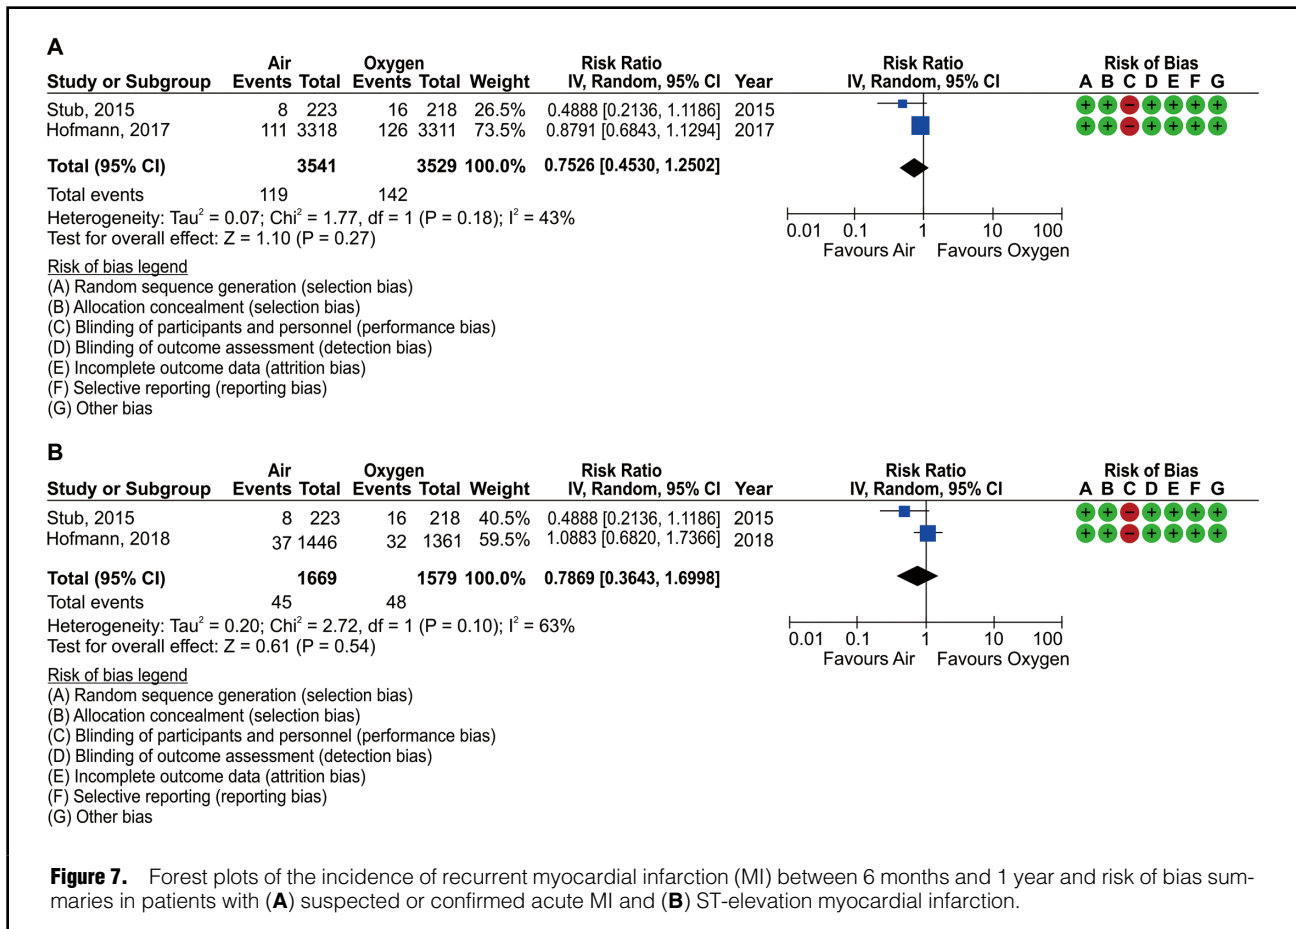 A
Air Oxygen Risk Ratio Risk Ratio Risk of Bias
Study or Subgroup Events Total Events Total Weight IV, Random, 95% CI Year IV, Random, 95% CI A B C D E F G
Stub, 2015 8 223 16 218 26.5% 0.4888 [0.2136, 1.1186] 2015 + + − + + + +
Hofmann, 2017 111 3318 126 3311 73.5% 0.8791 [0.6843, 1.1294] 2017 + + − + + + +
Total (95% CI) 3541 3529 100.0% 0.7526 [0.4530, 1.2502]
Total events 119 142
Heterogeneity: Tau² = 0.07; Chi² = 1.77, df = 1 (P = 0.18); I² = 43%
Test for overall effect: Z = 1.10 (P = 0.27)
0.01 0.1 1 10 100
Favours Air Favours Oxygen
Risk of bias legend
(A) Random sequence generation (selection bias)
(B) Allocation concealment (selection bias)
(C) Blinding of participants and personnel (performance bias)
(D) Blinding of outcome assessment (detection bias)
(E) Incomplete outcome data (attrition bias)
(F) Selective reporting (reporting bias)
(G) Other bias
B
Air Oxygen Risk Ratio Risk Ratio Risk of Bias
Study or Subgroup Events Total Events Total Weight IV, Random, 95% CI Year IV, Random, 95% CI A B C D E F G
Stub, 2015 8 223 16 218 40.5% 0.4888 [0.2136, 1.1186] 2015 + + − + + + +
Hofmann, 2018 37 1446 32 1361 59.5% 1.0883 [0.6820, 1.7366] 2018 + + − + + + +
Total (95% CI) 1669 1579 100.0% 0.7869 [0.3643, 1.6998]
Total events 45 48
Heterogeneity: Tau² = 0.20; Chi² = 2.72, df = 1 (P = 0.10); I² = 63%
Test for overall effect: Z = 0.61 (P = 0.54)
0.01 0.1 1 10 100
Favours Air Favours Oxygen
Risk of bias legend
(A) Random sequence generation (selection bias)
(B) Allocation concealment (selection bias)
(C) Blinding of participants and personnel (performance bias)
(D) Blinding of outcome assessment (detection bias)
(E) Incomplete outcome data (attrition bias)
(F) Selective reporting (reporting bias)
(G) Other bias
Figure 7. Forest plots of the incidence of recurrent myocardial infarction (MI) between 6 months and 1 year and risk of bias sum-
maries in patients with (A) suspected or confirmed acute MI and (B) ST-elevation myocardial infarction.